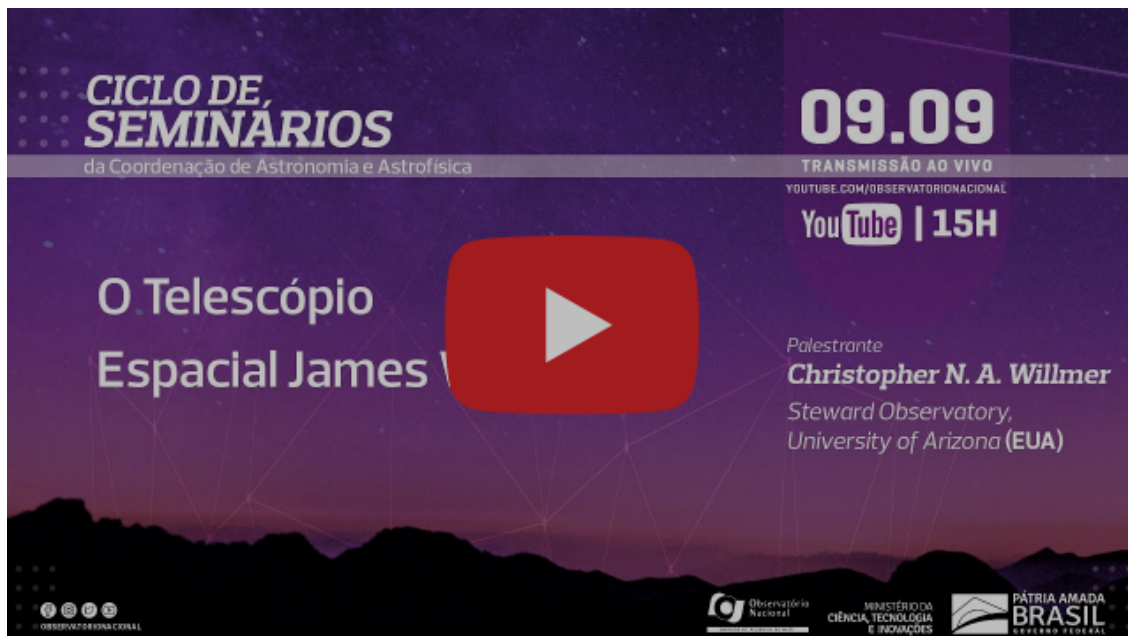 CICLO DE
SEMINÁRIOS
da Coordenação de Astronomia e Astrofísica
09.09
TRANSMISSÃO AO VIVO
YOUTUBE.COM/OBSERVATORIONACIONAL
YouTube | 15H
O Telescópio
Espacial James
Palestrante
Christopher N. A. Willmer
Steward Observatory,
University of Arizona (EUA)
OBSERVATORIONACIONAL
Observatório
Nacional
MINISTÉRIO DA
CIÊNCIA, TECNOLOGIA
E INOVAÇÕES
PÁTRIA AMADA
BRASIL
GOVERNO FEDERAL